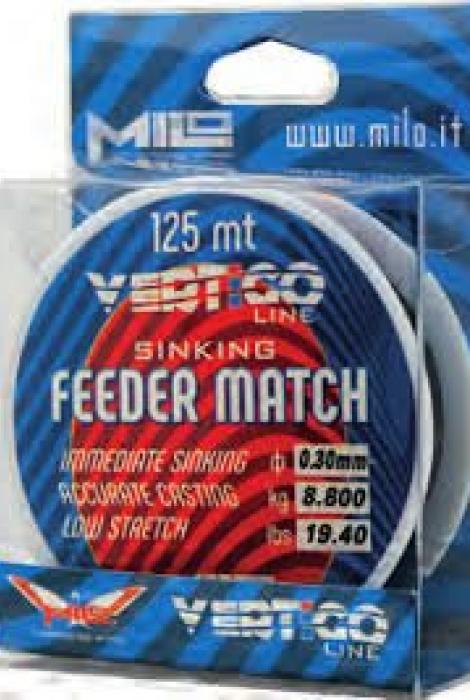 MILO
www.milo.it
125 mt
VERTIGO
LINE
SINKING
FEEDER MATCH
IMMEDIATE SINKING ф 0.30mm
ACCURATE CASTING kg 8.800
LOW STRETCH lbs 19.40
MILO
VERTIGO
LINE